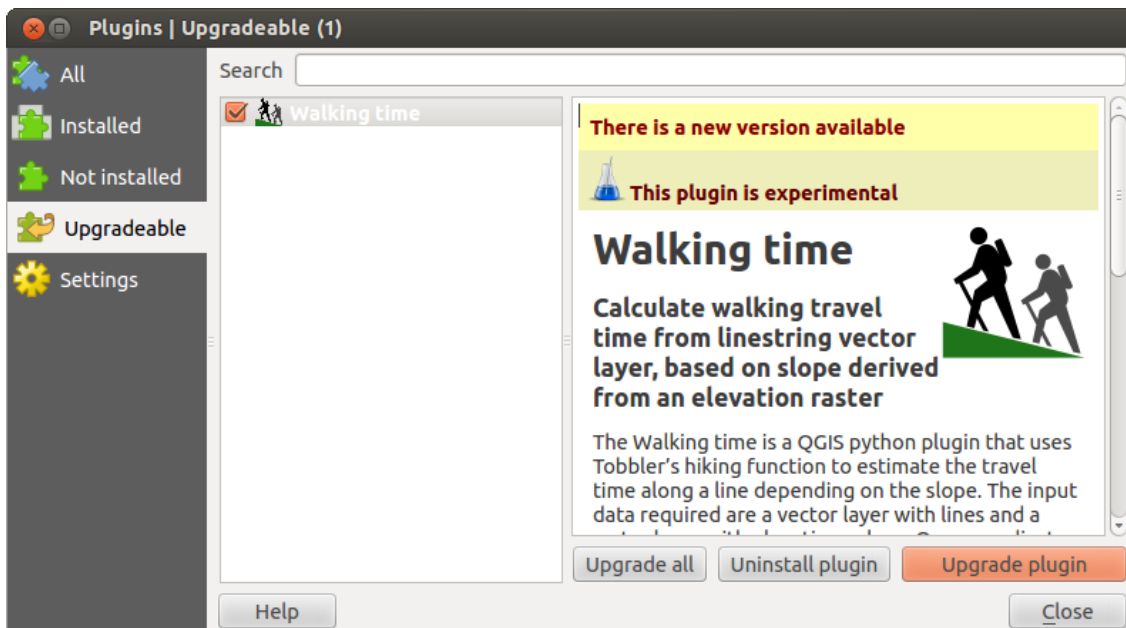 Plugins | Upgradeable (1)
All
Installed
Not installed
Upgradeable
Settings
Search
Walking time
There is a new version available
This plugin is experimental
Walking time
Calculate walking travel
time from linestring vector
layer, based on slope derived
from an elevation raster
The Walking time is a QGIS python plugin that uses
Tobbler's hiking function to estimate the travel
time along a line depending on the slope. The input
data required are a vector layer with lines and a
Upgrade all
Uninstall plugin
Upgrade plugin
Help
Close